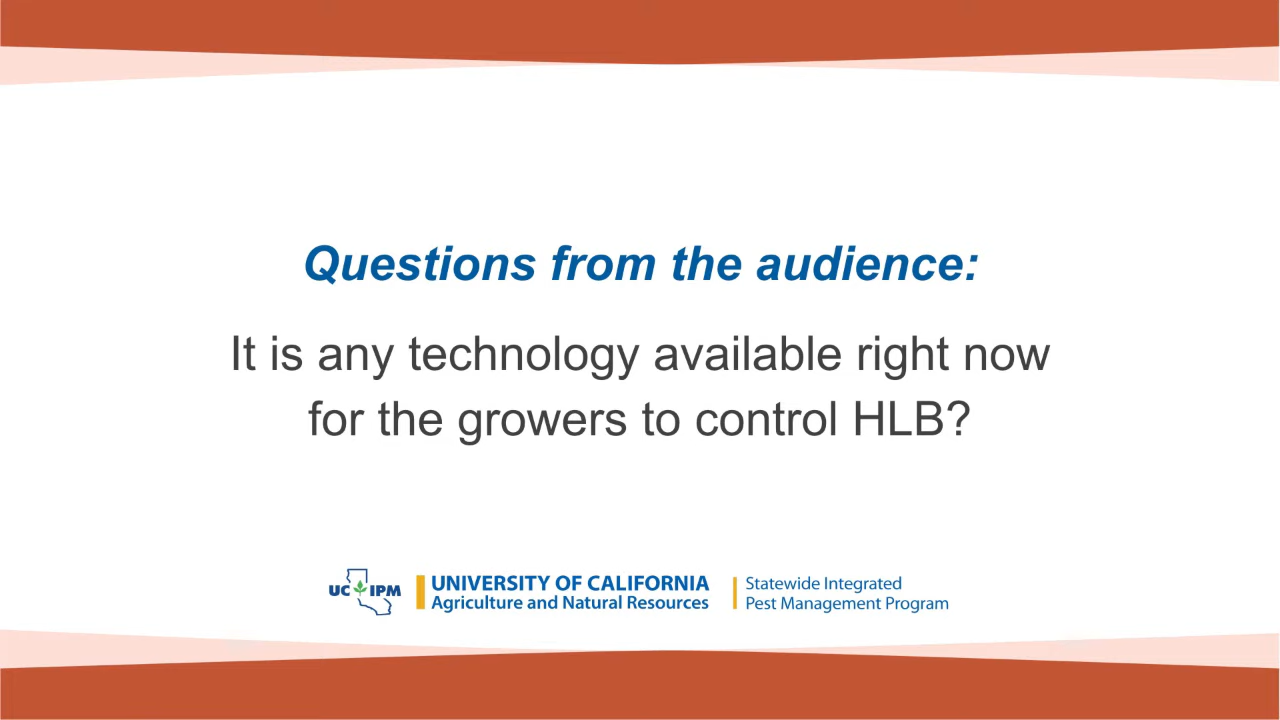 Questions from the audience:
It is any technology available right now
for the growers to control HLB?
UC IPM
UNIVERSITY OF CALIFORNIA
Agriculture and Natural Resources
Statewide Integrated
Pest Management Program